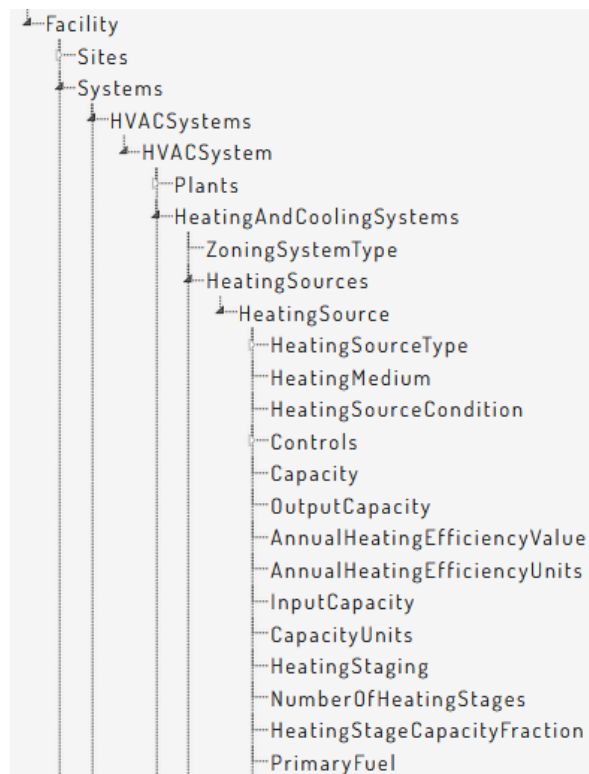 Facility
Sites
Systems
HVACSystems
HVACSystem
Plants
HeatingAndCoolingSystems
ZoningSystemType
HeatingSources
HeatingSource
HeatingSourceType
HeatingMedium
HeatingSourceCondition
Controls
Capacity
OutputCapacity
AnnualHeatingEfficiencyValue
AnnualHeatingEfficiencyUnits
InputCapacity
CapacityUnits
HeatingStaging
NumberOfHeatingStages
HeatingStageCapacityFraction
PrimaryFuel